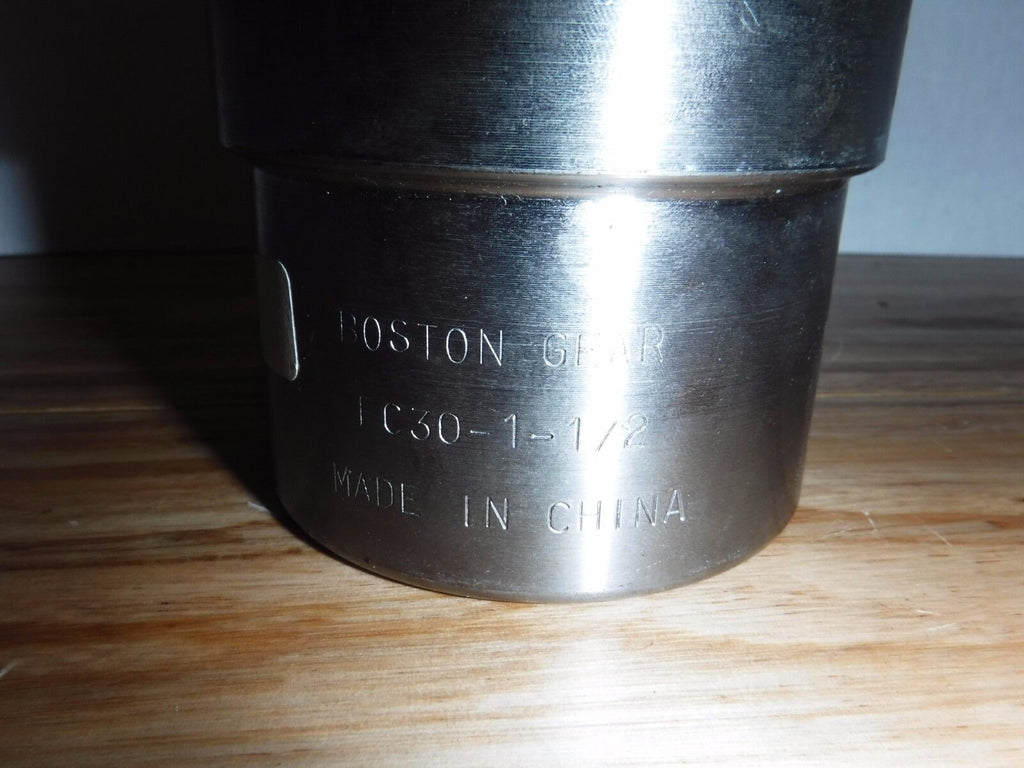 BOSTON GEAR
FC30-1-1/2
MADE IN CHINA